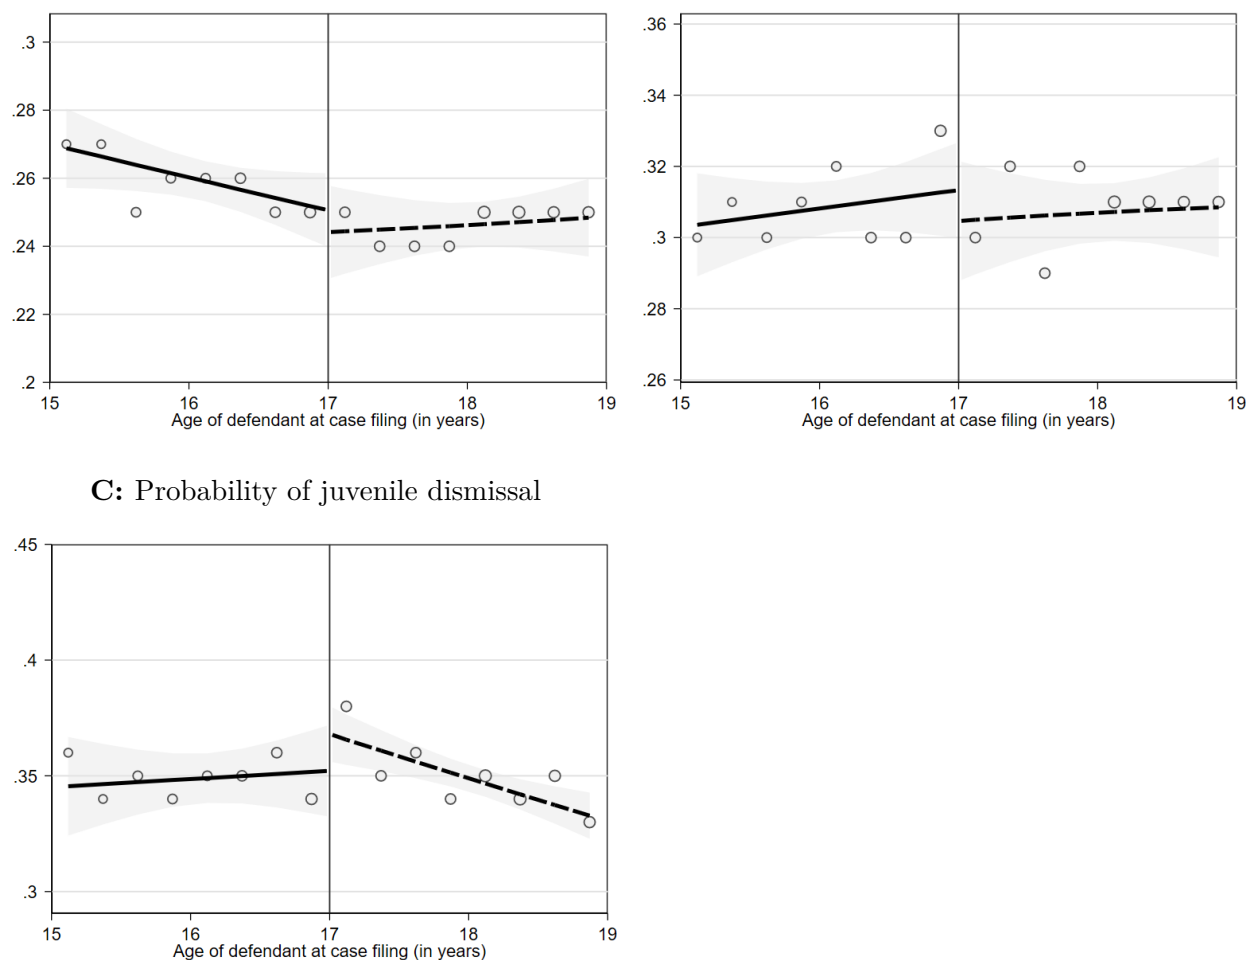 .3
.28
.26
.24
.22
.2
15 16 17 18 19
Age of defendant at case filing (in years)
.36
.34
.32
.3
.28
.26
15 16 17 18 19
Age of defendant at case filing (in years)
C: Probability of juvenile dismissal
.45
.4
.35
.3
15 16 17 18 19
Age of defendant at case filing (in years)